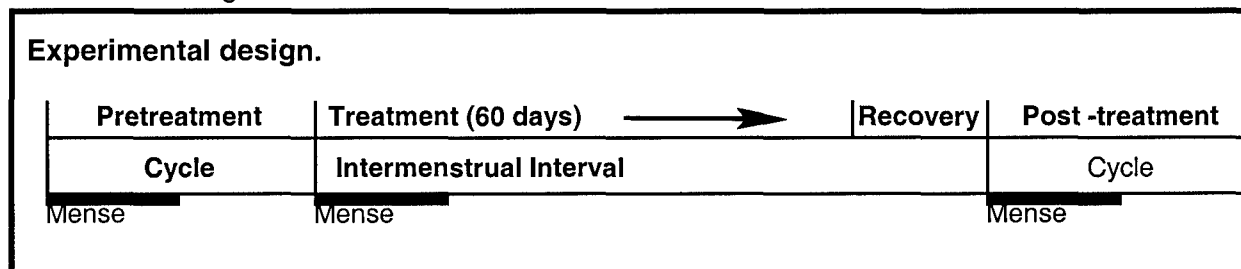 Experimental design.
Pretreatment Treatment (60 days) Recovery Post -treatment
Cycle Intermenstrual Interval Cycle
Mense Mense Mense